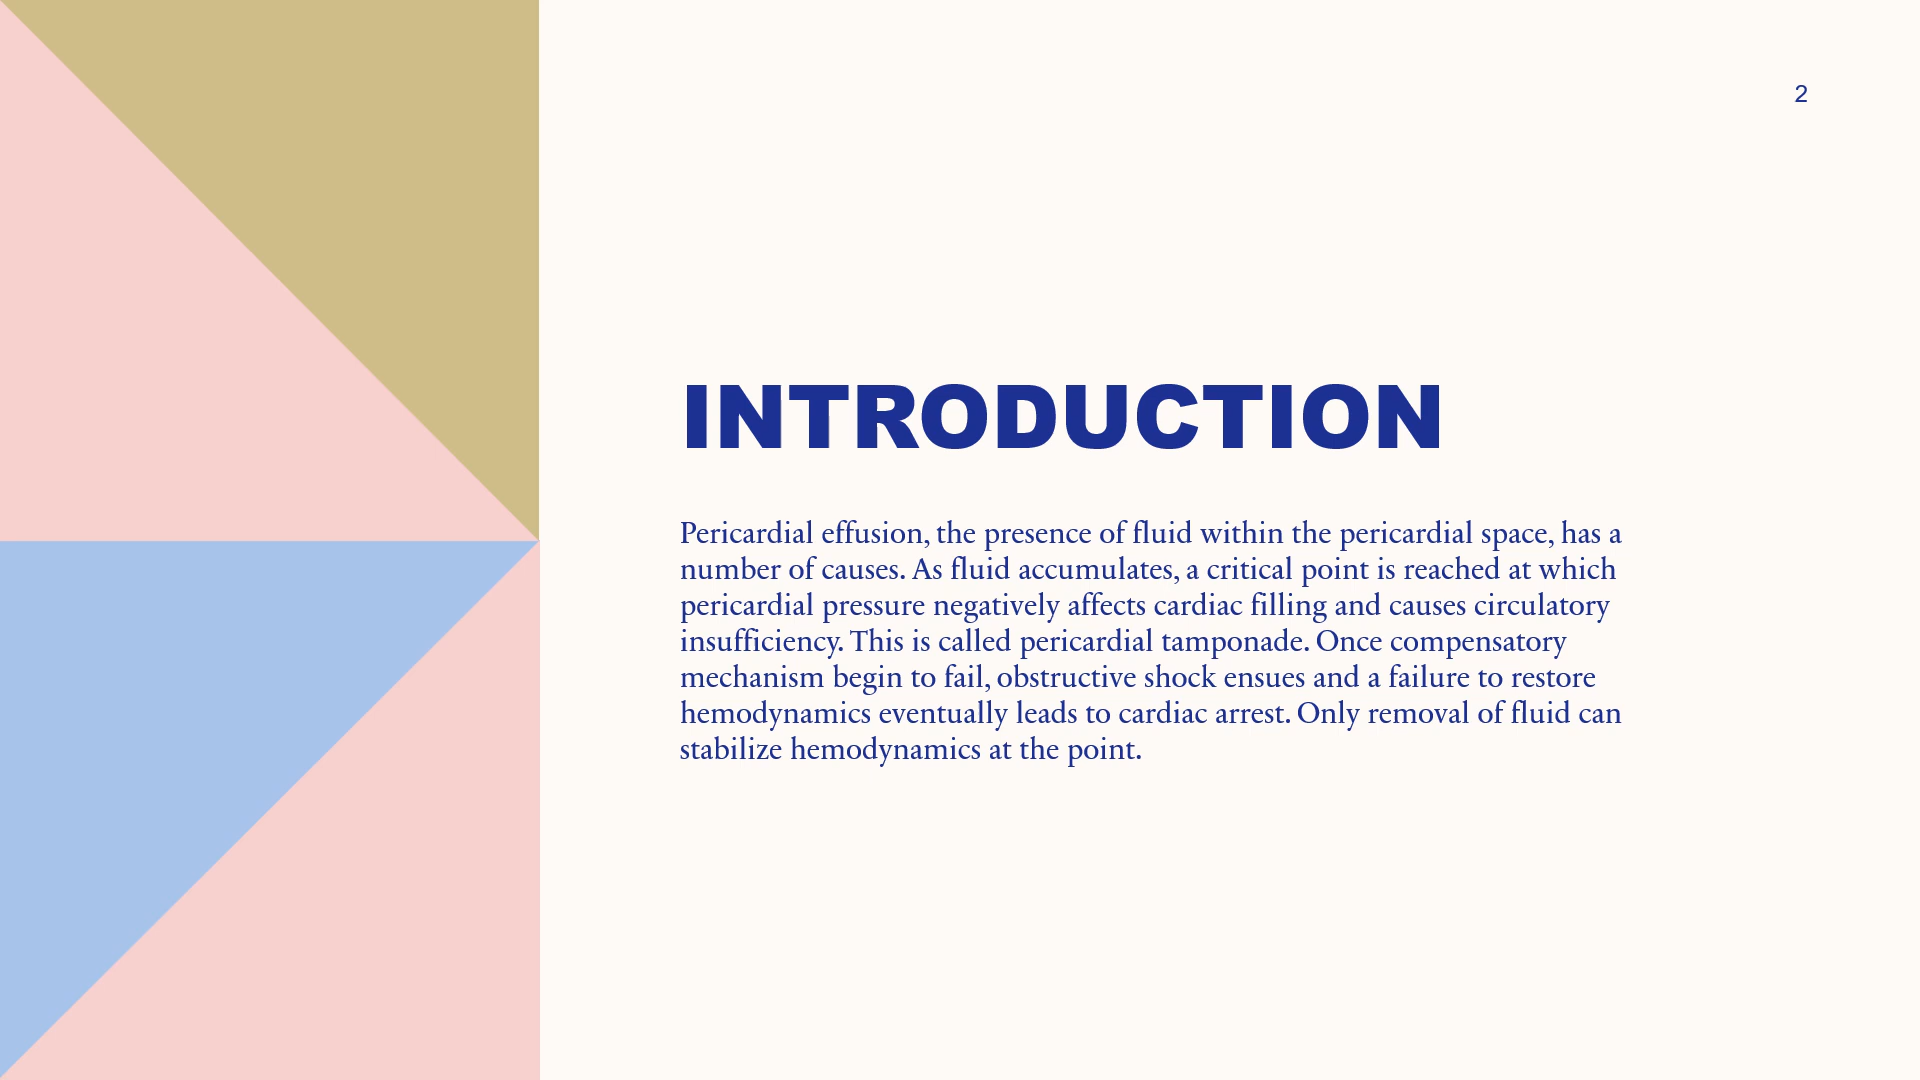 2
INTRODUCTION
Pericardial effusion, the presence of fluid within the pericardial space, has a
number of causes. As fluid accumulates, a critical point is reached at which
pericardial pressure negatively affects cardiac filling and causes circulatory
insufficiency. This is called pericardial tamponade. Once compensatory
mechanism begin to fail, obstructive shock ensues and a failure to restore
hemodynamics eventually leads to cardiac arrest. Only removal of fluid can
stabilize hemodynamics at the point.